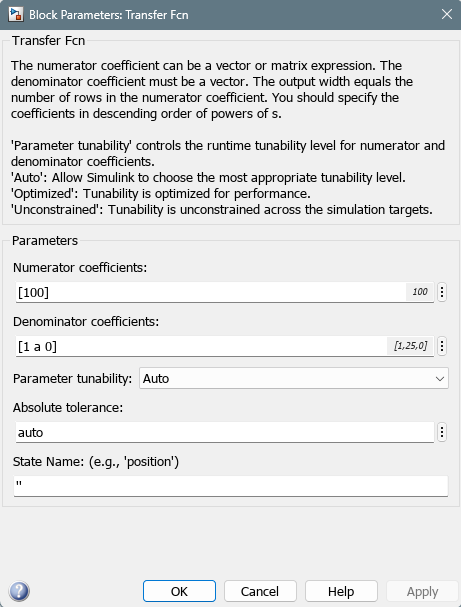 Block Parameters: Transfer Fcn
Transfer Fcn
The numerator coefficient can be a vector or matrix expression. The
denominator coefficient must be a vector. The output width equals the
number of rows in the numerator coefficient. You should specify the
coefficients in descending order of powers of s.
'Parameter tunability' controls the runtime tunability level for numerator and
denominator coefficients.
'Auto': Allow Simulink to choose the most appropriate tunability level.
'Optimized': Tunability is optimized for performance.
'Unconstrained': Tunability is unconstrained across the simulation targets.
Parameters
Numerator coefficients:
[100] 100
Denominator coefficients:
[1 a 0] [1,25,0]
Parameter tunability: Auto
Absolute tolerance:
auto
State Name: (e.g., 'position')
''
? OK Cancel Help Apply